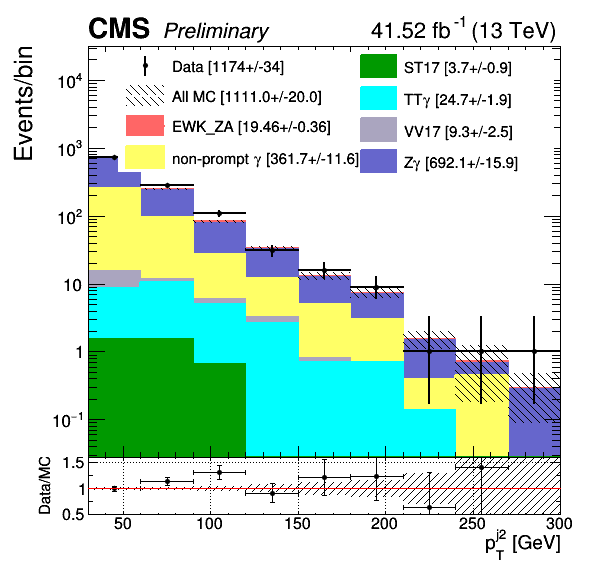 CMS Preliminary 41.52 fb⁻¹ (13 TeV)
Events/bin
Data [1174+/-34]
All MC [1111.0+/-20.0]
EWK_ZA [19.46+/-0.36]
non-prompt γ [361.7+/-11.6]
ST17 [3.7+/-0.9]
TTγ [24.7+/-1.9]
VV17 [9.3+/-2.5]
Zγ [692.1+/-15.9]
10⁴
10³
10²
10
1
10⁻¹
Data/MC
1.5
1
0.5
50 100 150 200 250 300
p_T^j2 [GeV]